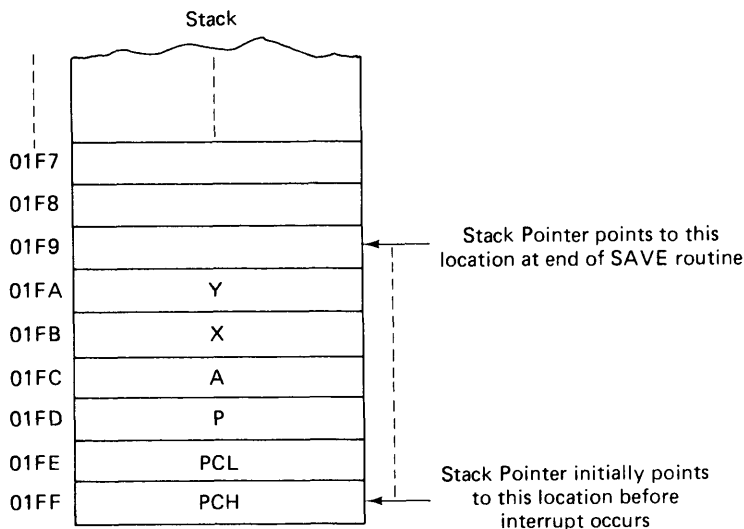 Stack
01F7
01F8
01F9
Stack Pointer points to this
location at end of SAVE routine
01FA Y
01FB X
01FC A
01FD P
01FE PCL
01FF PCH
Stack Pointer initially points
to this location before
interrupt occurs